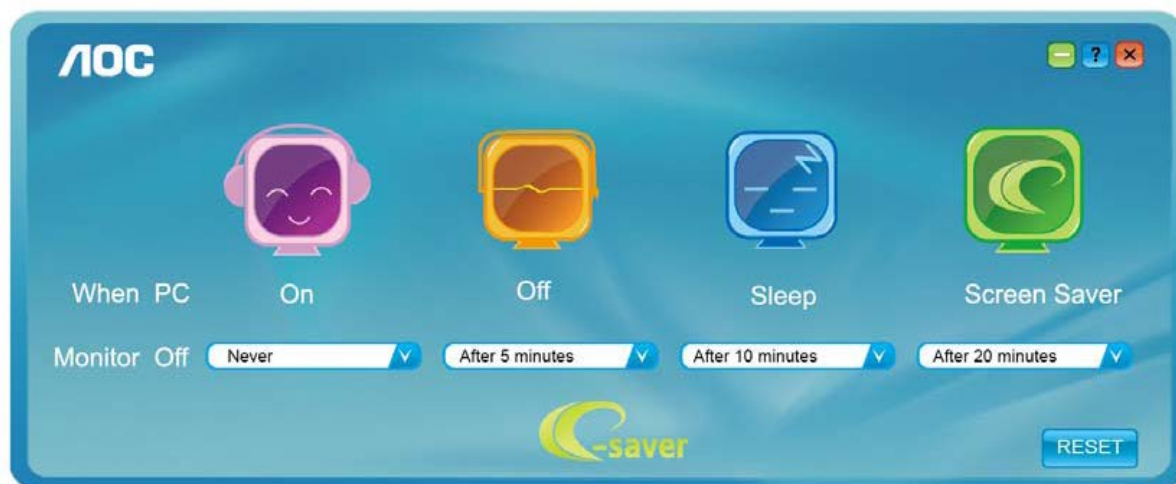 AOC
?
When PC On Off Sleep Screen Saver
Monitor Off Never After 5 minutes After 10 minutes After 20 minutes
e-saver
RESET